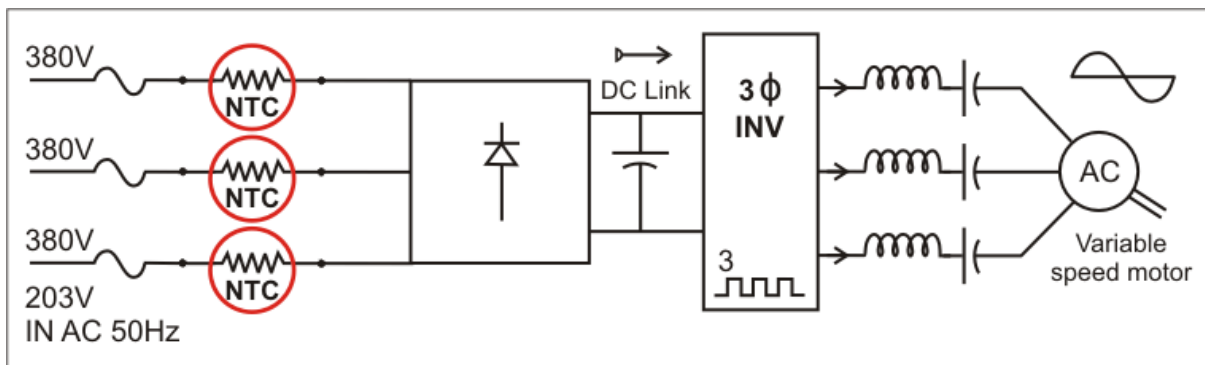 380V
NTC
380V
NTC
380V
NTC
203V
IN AC 50Hz
DC Link
3 ϕ
INV
3
AC
Variable
speed motor